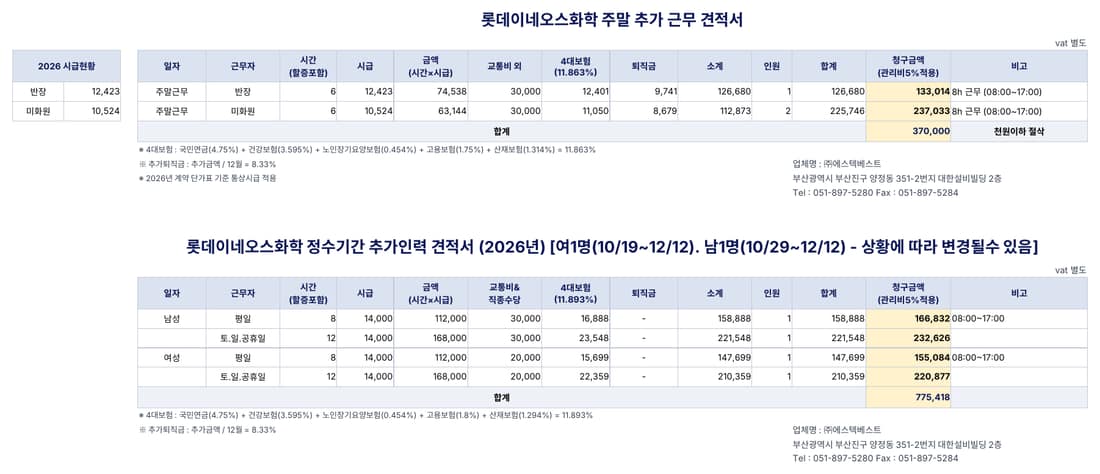 롯데이네오스화학 주말 추가 근무 견적서
vat 별도
2026 시급현황
반장 12,423
미화원 10,524
일자 근무자 시간 (할증포함) 시급 금액 (시간×시급) 교통비 외 4대보험 (11.863%) 퇴직금 소계 인원 합계 청구금액 (관리비5%적용) 비고
주말근무 반장 6 12,423 74,538 30,000 12,401 9,741 126,680 1 126,680 133,014 8h 근무 (08:00~17:00)
주말근무 미화원 6 10,524 63,144 30,000 11,050 8,679 112,873 2 225,746 237,033 8h 근무 (08:00~17:00)
합계 370,000 천원이하 절삭
* 4대보험 : 국민연금(4.75%) + 건강보험(3.595%) + 노인장기요양보험(0.454%) + 고용보험(1.75%) + 산재보험(1.314%) = 11.863%
※ 추가퇴직금 : 추가금액 / 12월 = 8.33%
* 2026년 계약 단가표 기준 통상시급 적용
업체명 : ㈜에스텍베스트
부산광역시 부산진구 양정동 351-2번지 대한설비빌딩 2층
Tel : 051-897-5280 Fax : 051-897-5284
롯데이네오스화학 정수기간 추가인력 견적서 (2026년) [여1명(10/19~12/12). 남1명(10/29~12/12) - 상황에 따라 변경될수 있음]
vat 별도
일자 근무자 시간 (할증포함) 시급 금액 (시간×시급) 교통비& 직종수당 4대보험 (11.893%) 퇴직금 소계 인원 합계 청구금액 (관리비5%적용) 비고
남성 평일 8 14,000 112,000 30,000 16,888 - 158,888 1 158,888 166,832 08:00~17:00
토.일.공휴일 12 14,000 168,000 30,000 23,548 - 221,548 1 221,548 232,626
여성 평일 8 14,000 112,000 20,000 15,699 - 147,699 1 147,699 155,084 08:00~17:00
토.일.공휴일 12 14,000 168,000 20,000 22,359 - 210,359 1 210,359 220,877
합계 775,418
* 4대보험 : 국민연금(4.75%) + 건강보험(3.595%) + 노인장기요양보험(0.454%) + 고용보험(1.8%) + 산재보험(1.294%) = 11.893%
※ 추가퇴직금 : 추가금액 / 12월 = 8.33%
업체명 : ㈜에스텍베스트
부산광역시 부산진구 양정동 351-2번지 대한설비빌딩 2층
Tel : 051-897-5280 Fax : 051-897-5284